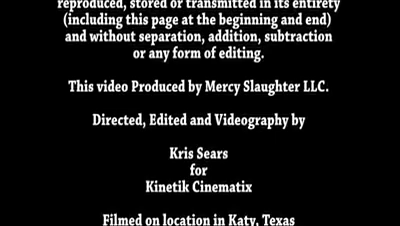 reproduced, stored or transmitted in its entirety
(including this page at the beginning and end)
and without separation, addition, subtraction
or any form of editing.
This video Produced by Mercy Slaughter LLC.
Directed, Edited and Videography by
Kris Sears
for
Kinetik Cinematix
Filmed on location in Katy, Texas